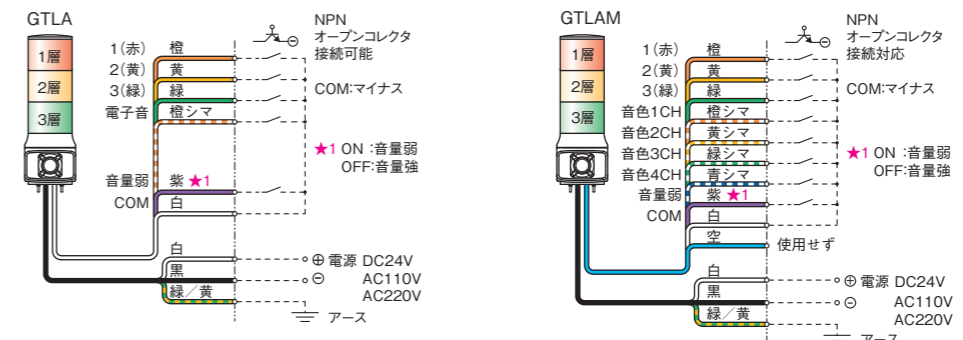 GTLA
1層
2層
3層
1(赤) 橙
2(黄) 黄
3(緑) 緑
電子音 橙シマ
音量弱 紫 ★1
COM 白
白
黒
緑／黄
NPN
オープンコレクタ
接続可能
COM:マイナス
★1 ON :音量弱
OFF:音量強
⊕ 電源 DC24V
⊖ AC110V
AC220V
アース
GTLAM
1層
2層
3層
1(赤) 橙
2(黄) 黄
3(緑) 緑
音色1CH 橙シマ
音色2CH 黄シマ
音色3CH 緑シマ
音色4CH 青シマ
音量弱 紫 ★1
COM 白
空 使用せず
白
黒
緑／黄
NPN
オープンコレクタ
接続対応
COM:マイナス
★1 ON :音量弱
OFF:音量強
⊕ 電源 DC24V
⊖ AC110V
AC220V
アース